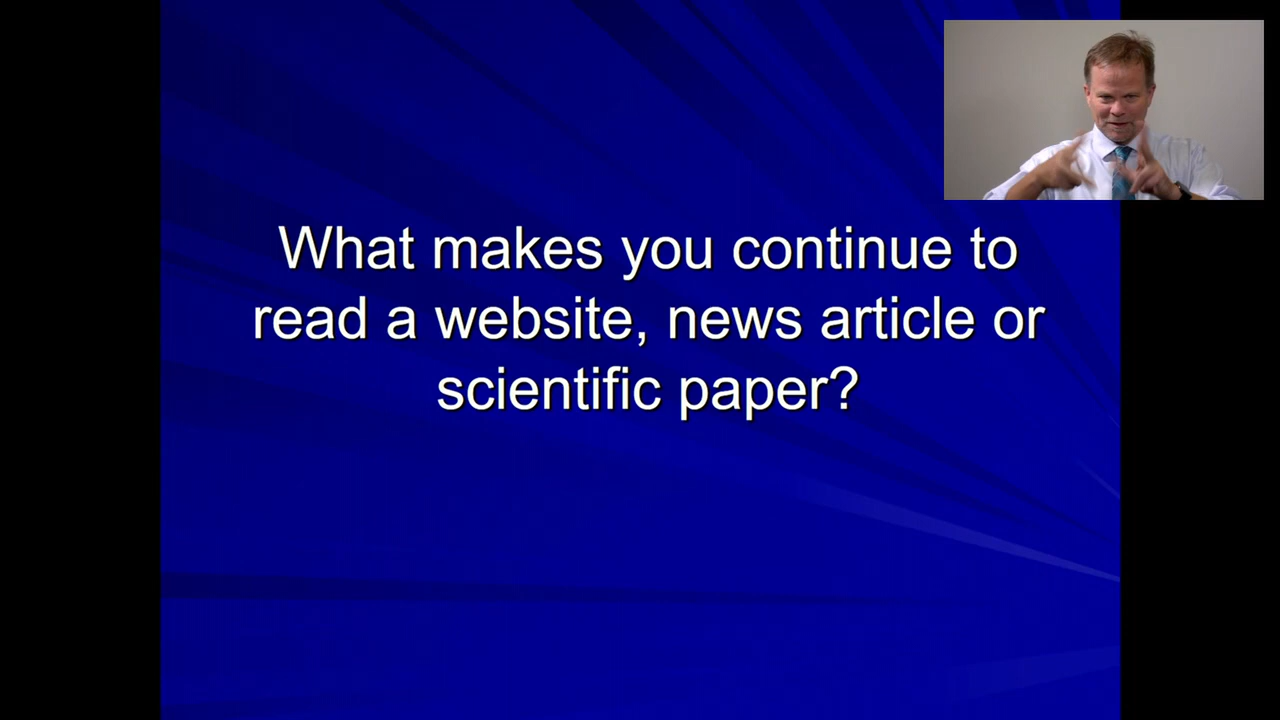 What makes you continue to
read a website, news article or
scientific paper?